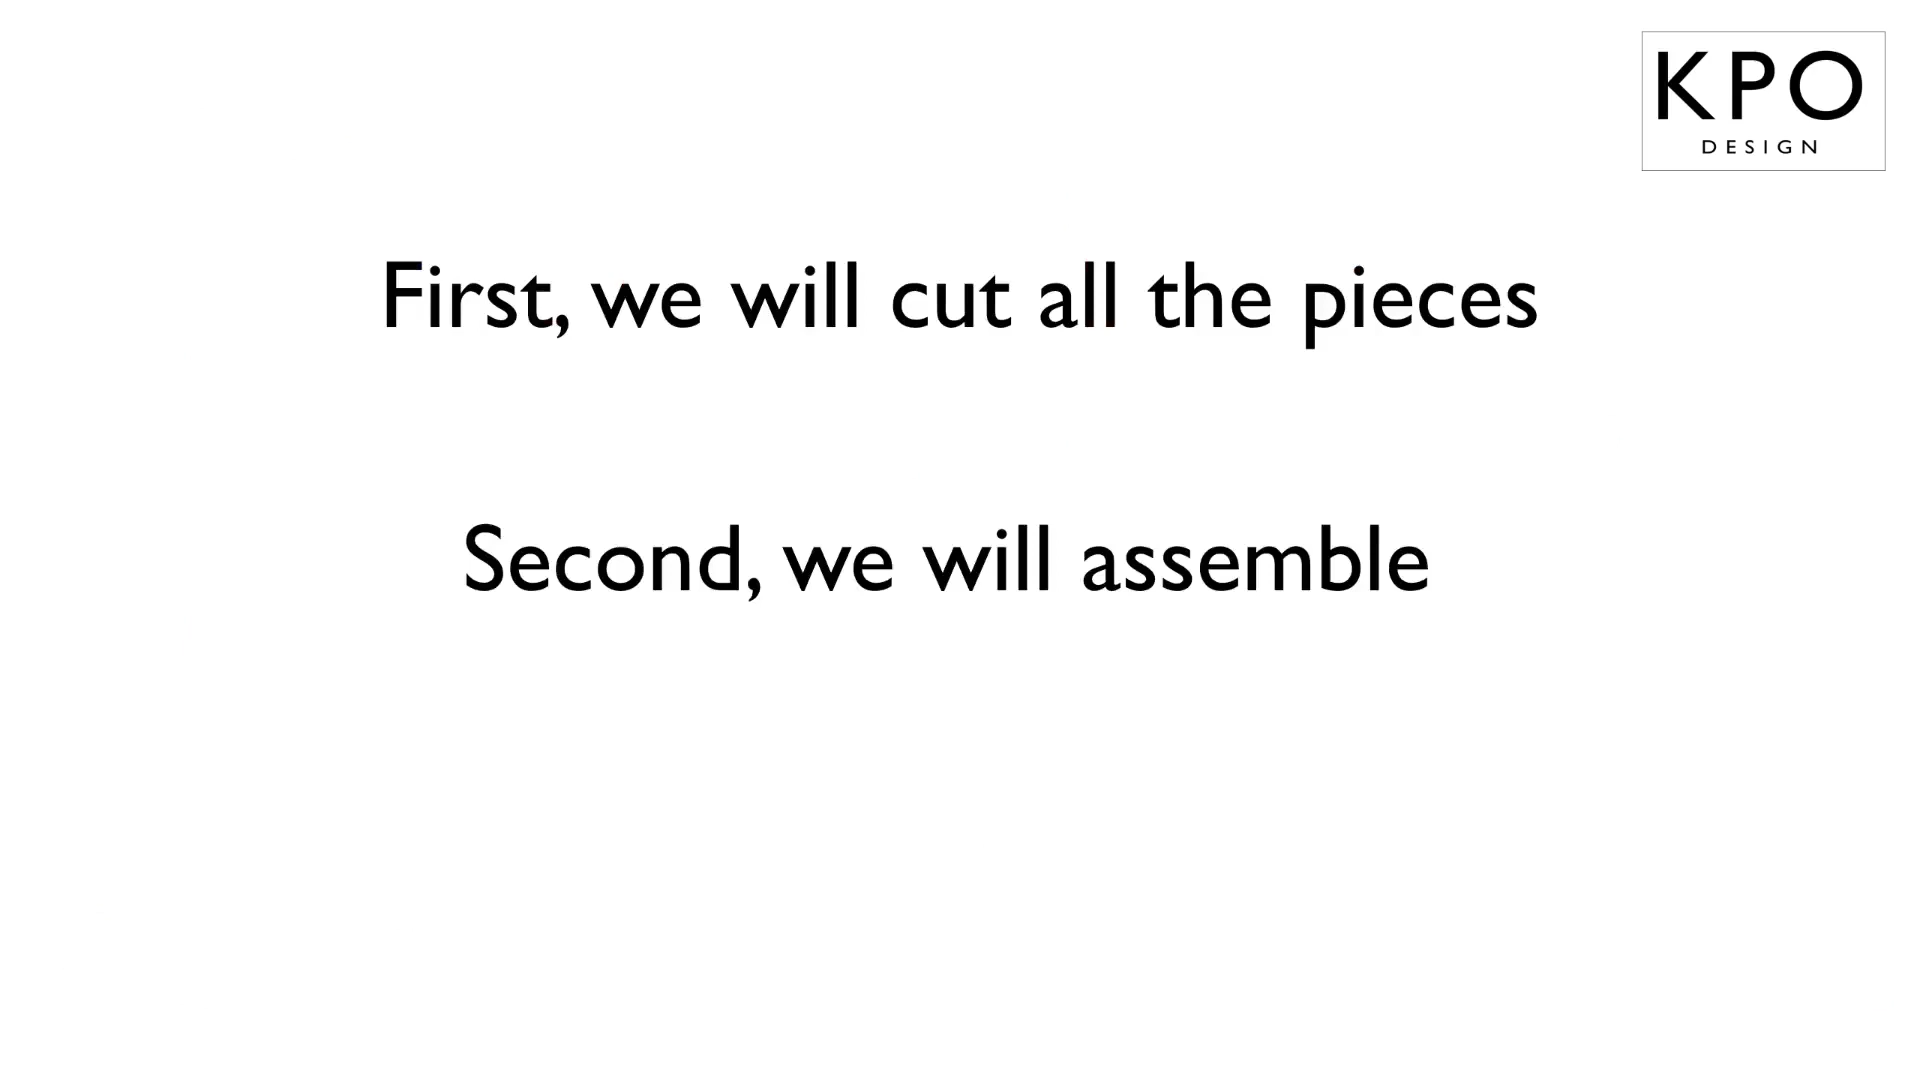 KPO
DESIGN
First, we will cut all the pieces
Second, we will assemble